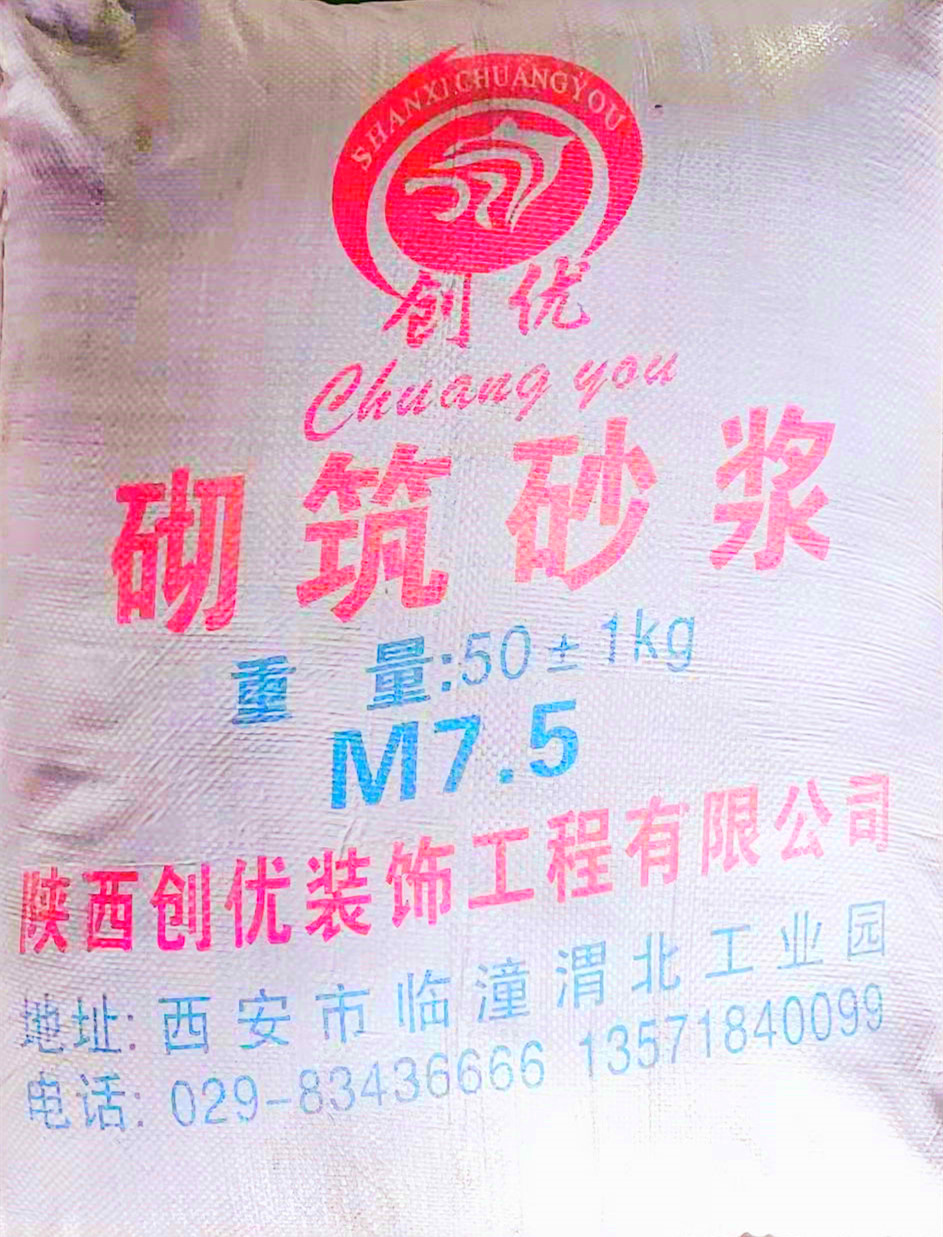 SHANXI.CHUANGYOU
创优
Chuang you
砌筑砂浆
重 量:50±1kg
M7.5
陕西创优装饰工程有限公司
地址: 西安市临潼渭北工业园
电话: 029-83436666 13571840099